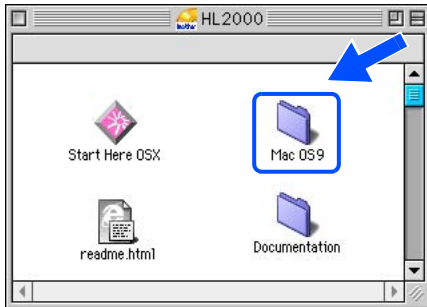 HL2000
Start Here OSX
Mac OS9
readme.html
Documentation